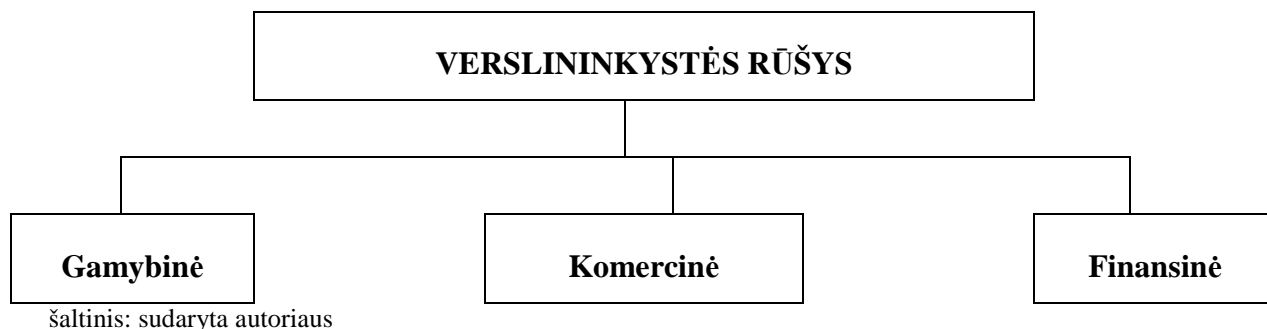 VERSLININKYSTĖS RŪŠYS
Gamybinė
Komercinė
Finansinė
šaltinis: sudaryta autoriaus